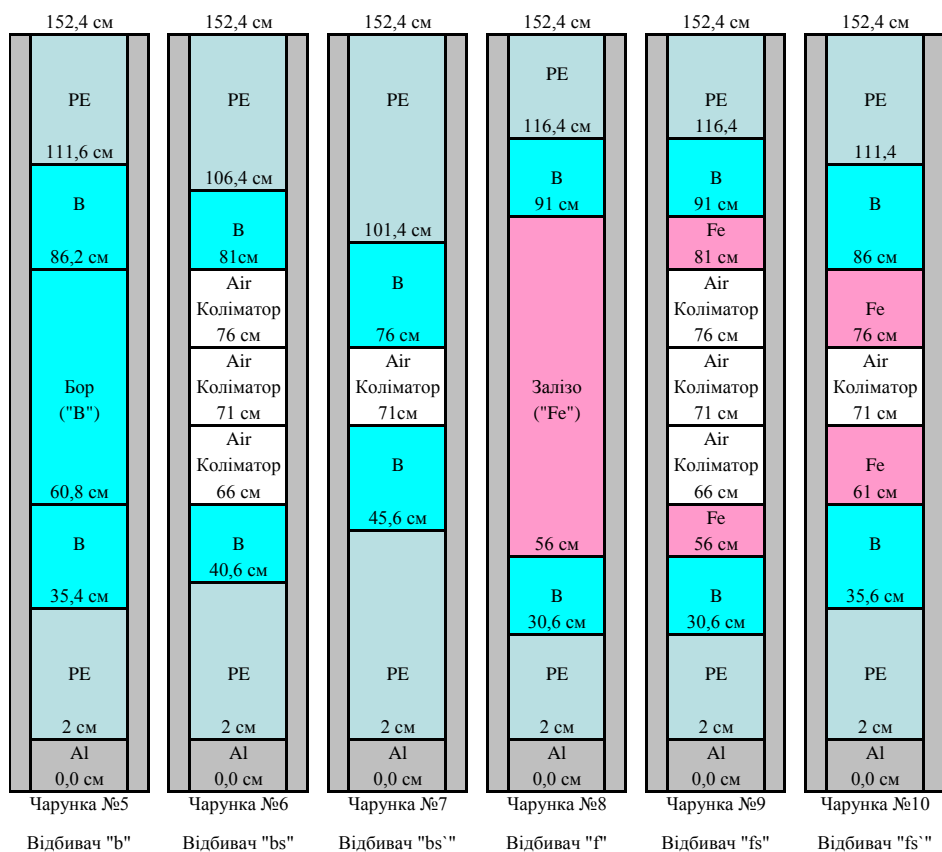 152,4 см
PE
111,6 см
B
86,2 см
Бор
("B")
60,8 см
B
35,4 см
PE
2 см
Al
0,0 см
Чарунка №5
Відбивач "b"
152,4 см
PE
106,4 см
B
81см
Air
Коліматор
76 см
Air
Коліматор
71 см
Air
Коліматор
66 см
B
40,6 см
PE
2 см
Al
0,0 см
Чарунка №6
Відбивач "bs"
152,4 см
PE
101,4 см
B
76 см
Air
Коліматор
71см
B
45,6 см
PE
2 см
Al
0,0 см
Чарунка №7
Відбивач "bs`"
152,4 см
PE
116,4 см
B
91 см
Залізо
("Fe")
56 см
B
30,6 см
PE
2 см
Al
0,0 см
Чарунка №8
Відбивач "f"
152,4 см
PE
116,4
B
91 см
Fe
81 см
Air
Коліматор
76 см
Air
Коліматор
71 см
Air
Коліматор
66 см
Fe
56 см
B
30,6 см
PE
2 см
Al
0,0 см
Чарунка №9
Відбивач "fs"
152,4 см
PE
111,4
B
86 см
Fe
76 см
Air
Коліматор
71 см
Fe
61 см
B
35,6 см
PE
2 см
Al
0,0 см
Чарунка №10
Відбивач "fs`"